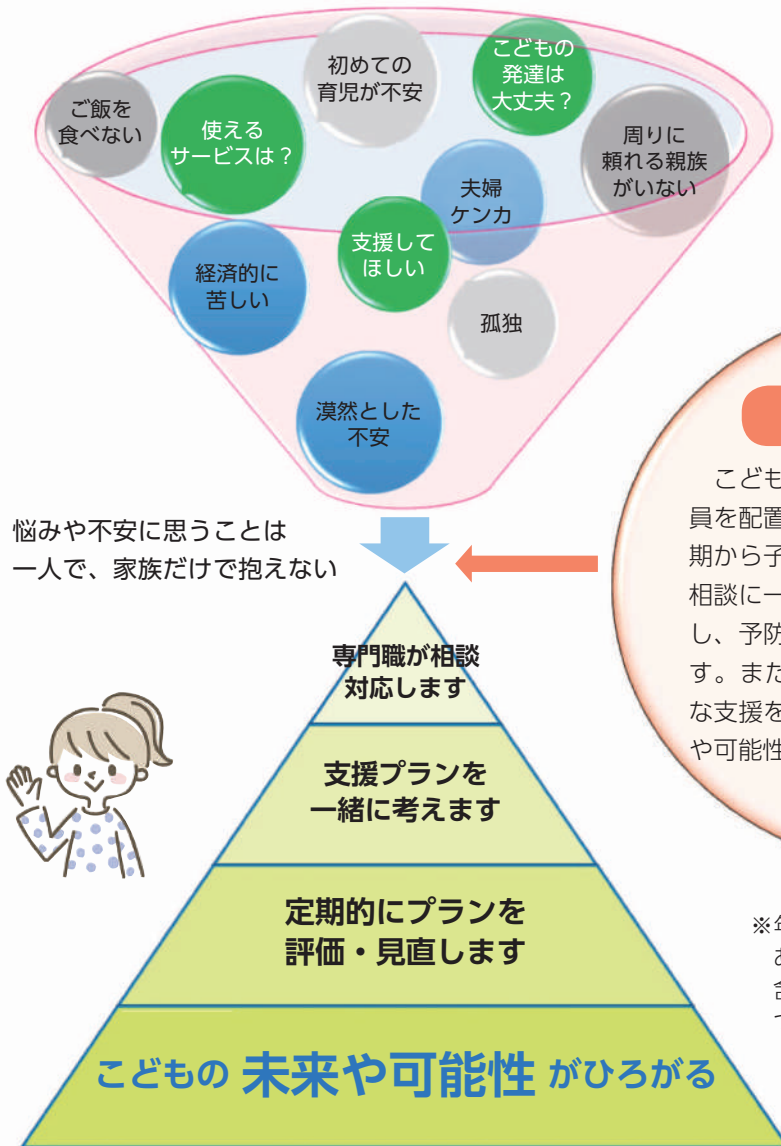 初めての
育児が不安
こどもの
発達は
大丈夫？
ご飯を
食べない
使える
サービスは？
周りに
頼れる親族
がいない
夫婦
ケンカ
支援して
ほしい
経済的に
苦しい
孤独
漠然とした
不安
悩みや不安に思うことは
一人で、家族だけで抱えない
こども
員を配置
期から子
相談に一
し、予防
す。また
な支援を
や可能性
専門職が相談
対応します
支援プランを
一緒に考えます
定期的にプランを
評価・見直します
こどもの 未来や可能性 がひろがる